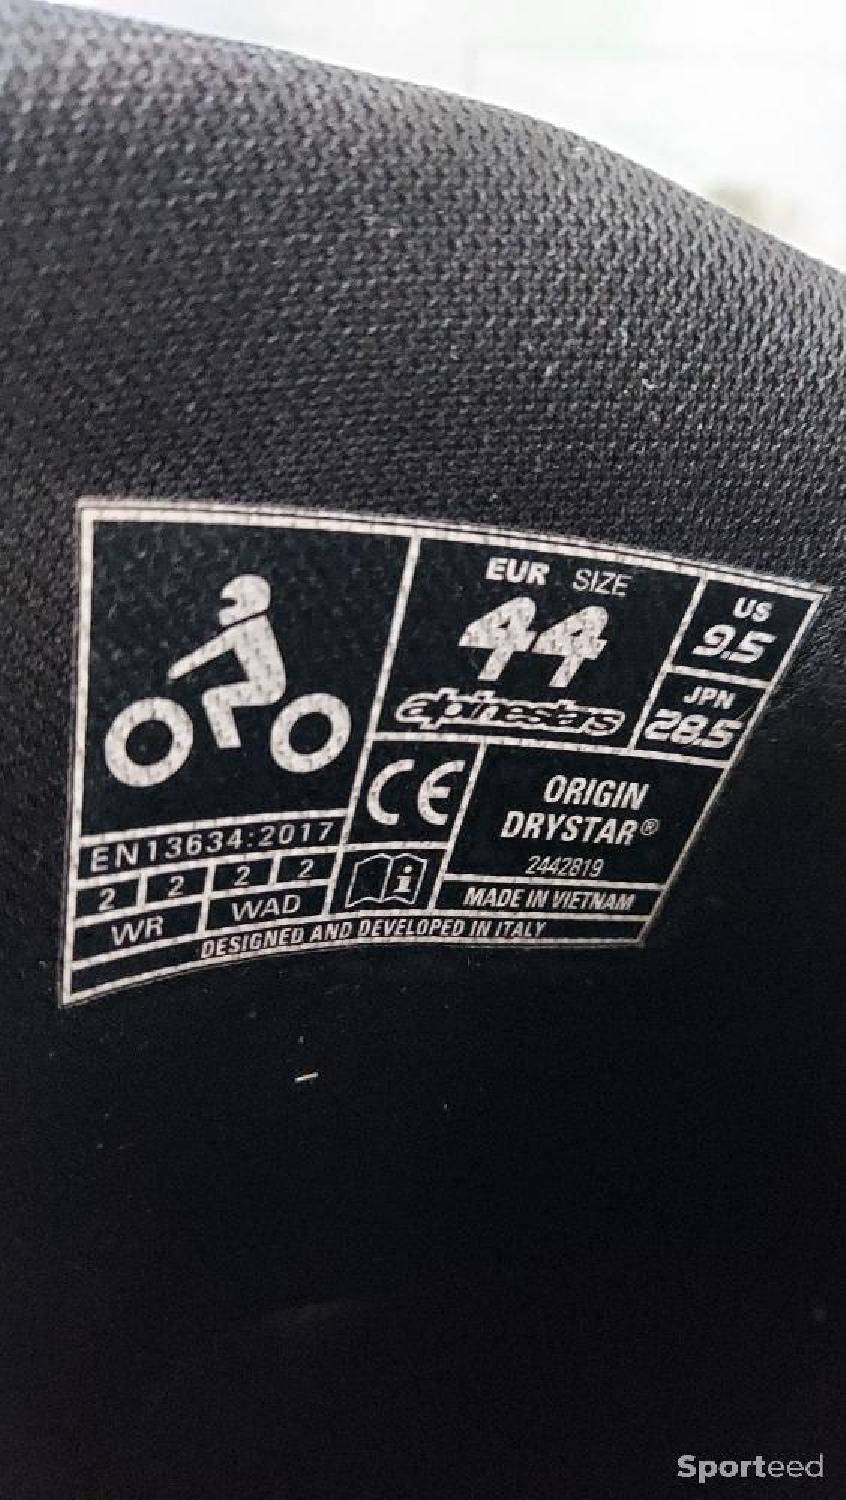 EUR SIZE
44
alpinestars
US
9.5
JPN
28.5
CE
ORIGIN
DRYSTAR®
2442819
MADE IN VIETNAM
EN13634:2017
2 2 2 2
WR WAD
DESIGNED AND DEVELOPED IN ITALY
Sporteed